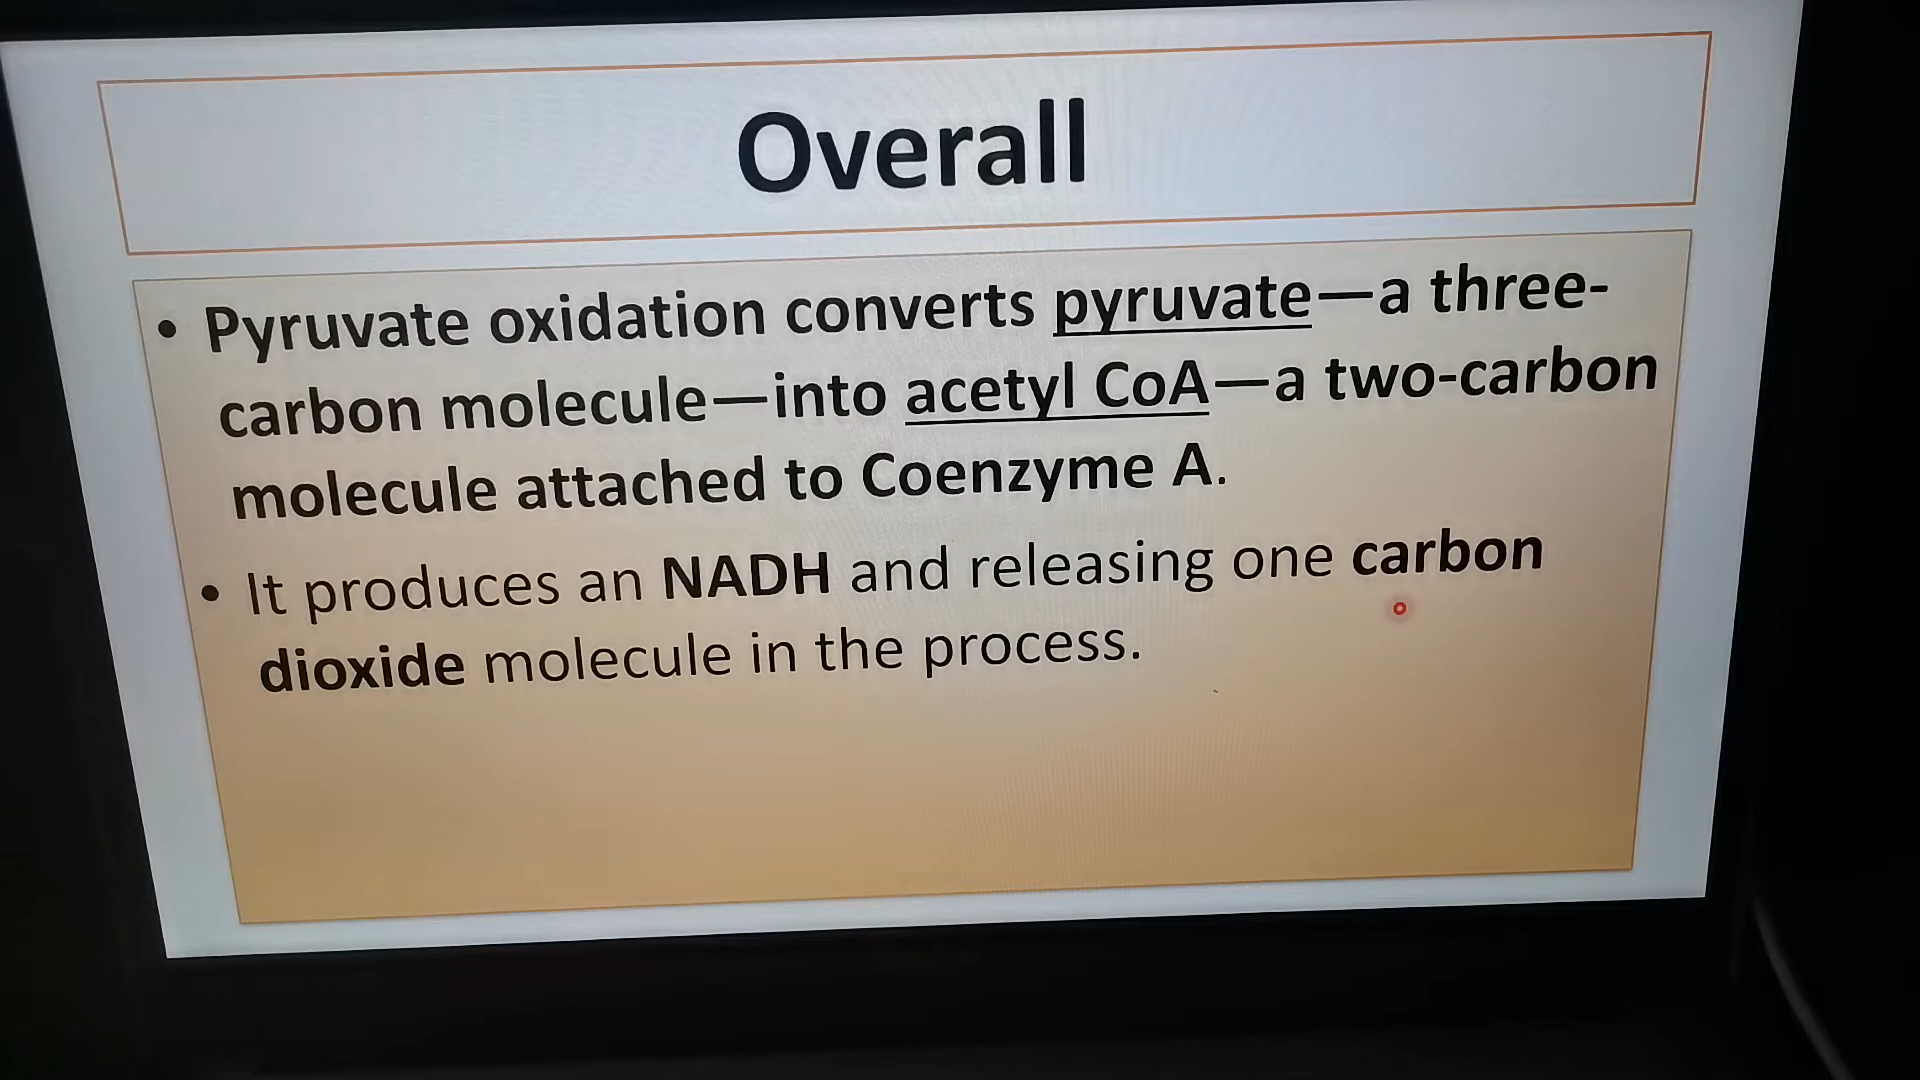 Overall
• Pyruvate oxidation converts pyruvate—a three-
carbon molecule—into acetyl CoA—a two-carbon
molecule attached to Coenzyme A.
• It produces an NADH and releasing one carbon
dioxide molecule in the process.